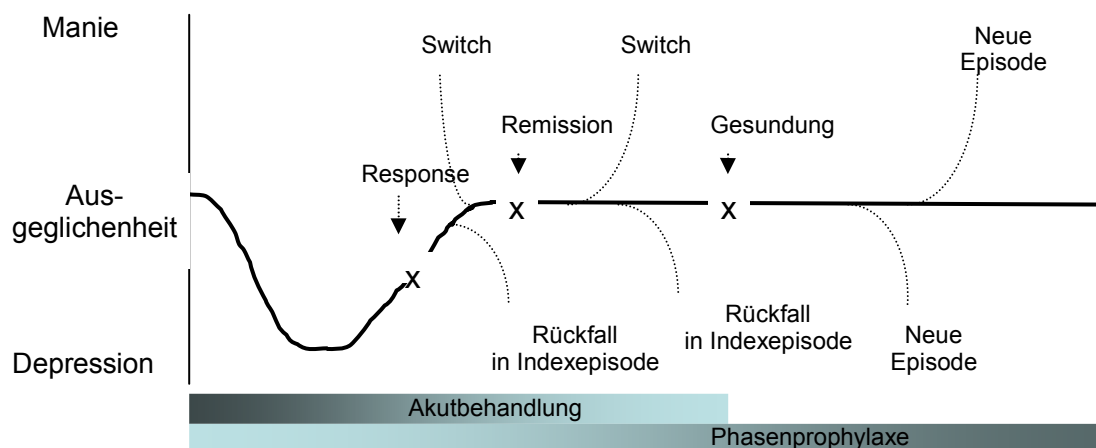 Manie
Switch
Switch
Neue
Episode
Remission
Gesundung
Response
Aus-
geglichenheit
x
x
x
Rückfall
in Indexepisode
Rückfall
in Indexepisode
Neue
Episode
Depression
Akutbehandlung
Phasenprophylaxe